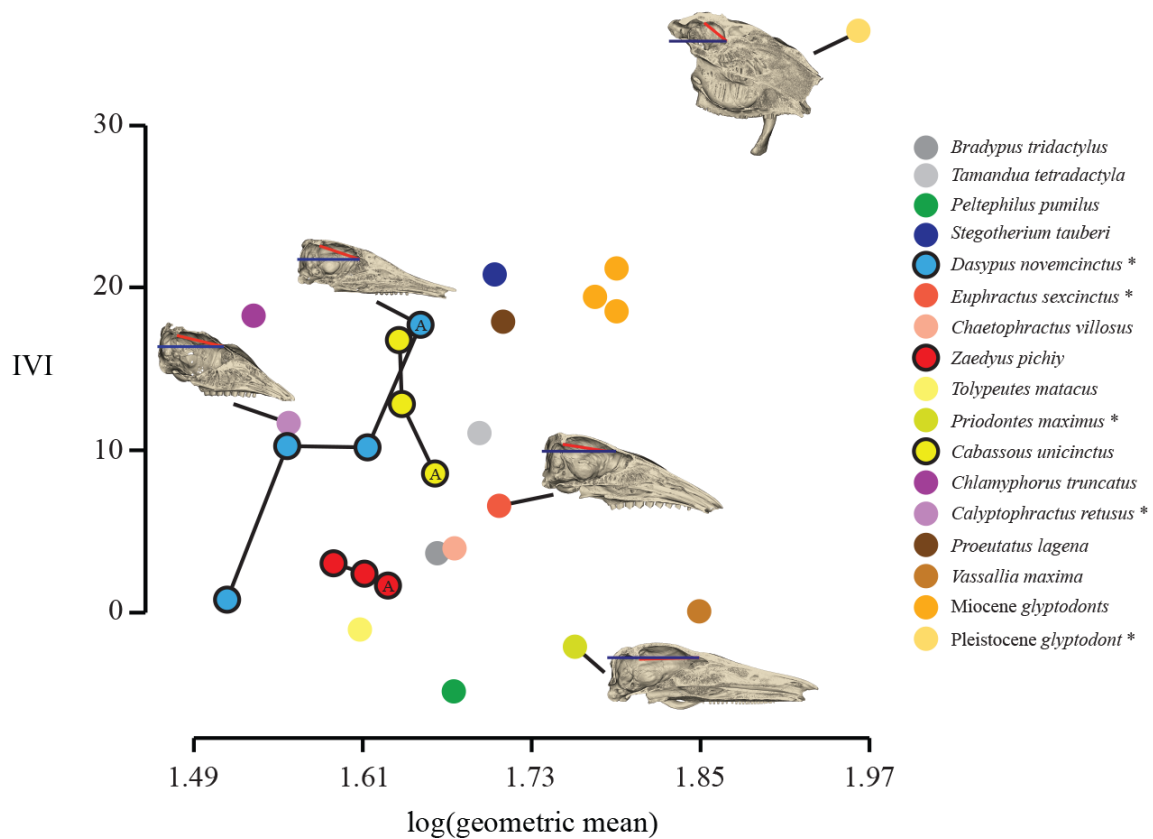 30
20
10
0
IVI
A
A
A
1.49
1.61
1.73
1.85
1.97
log(geometric mean)
Bradypus tridactylus
Tamandua tetradactyla
Peltephilus pumilus
Stegotherium tauberi
Dasypus novemcinctus *
Euphractus sexcinctus *
Chaetophractus villosus
Zaedyus pichiy
Tolypeutes matacus
Priodontes maximus *
Cabassous unicinctus
Chlamyphorus truncatus
Calyptophractus retusus *
Proeutatus lagena
Vassallia maxima
Miocene glyptodonts
Pleistocene glyptodont *